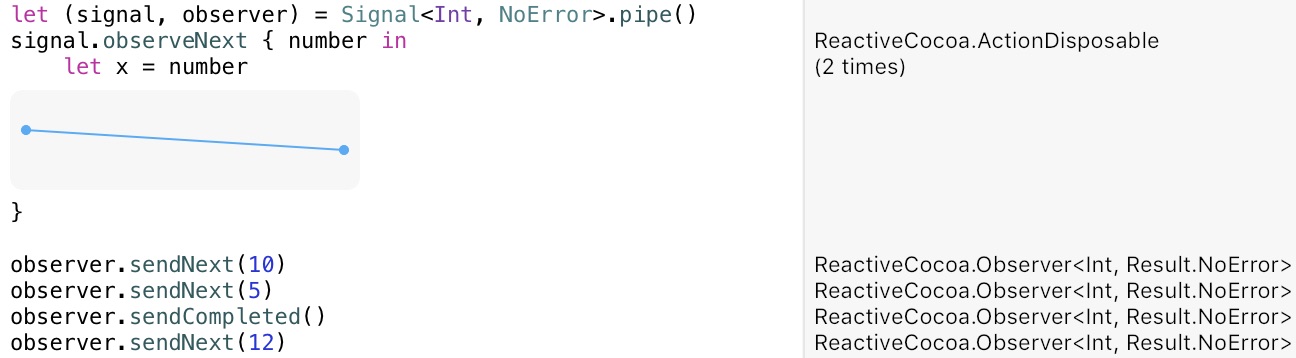 let (signal, observer) = Signal<Int, NoError>.pipe()
signal.observeNext { number in
ReactiveCocoa.ActionDisposable
    let x = number
(2 times)
}
observer.sendNext(10)
ReactiveCocoa.Observer<Int, Result.NoError>
observer.sendNext(5)
ReactiveCocoa.Observer<Int, Result.NoError>
observer.sendCompleted()
ReactiveCocoa.Observer<Int, Result.NoError>
observer.sendNext(12)
ReactiveCocoa.Observer<Int, Result.NoError>